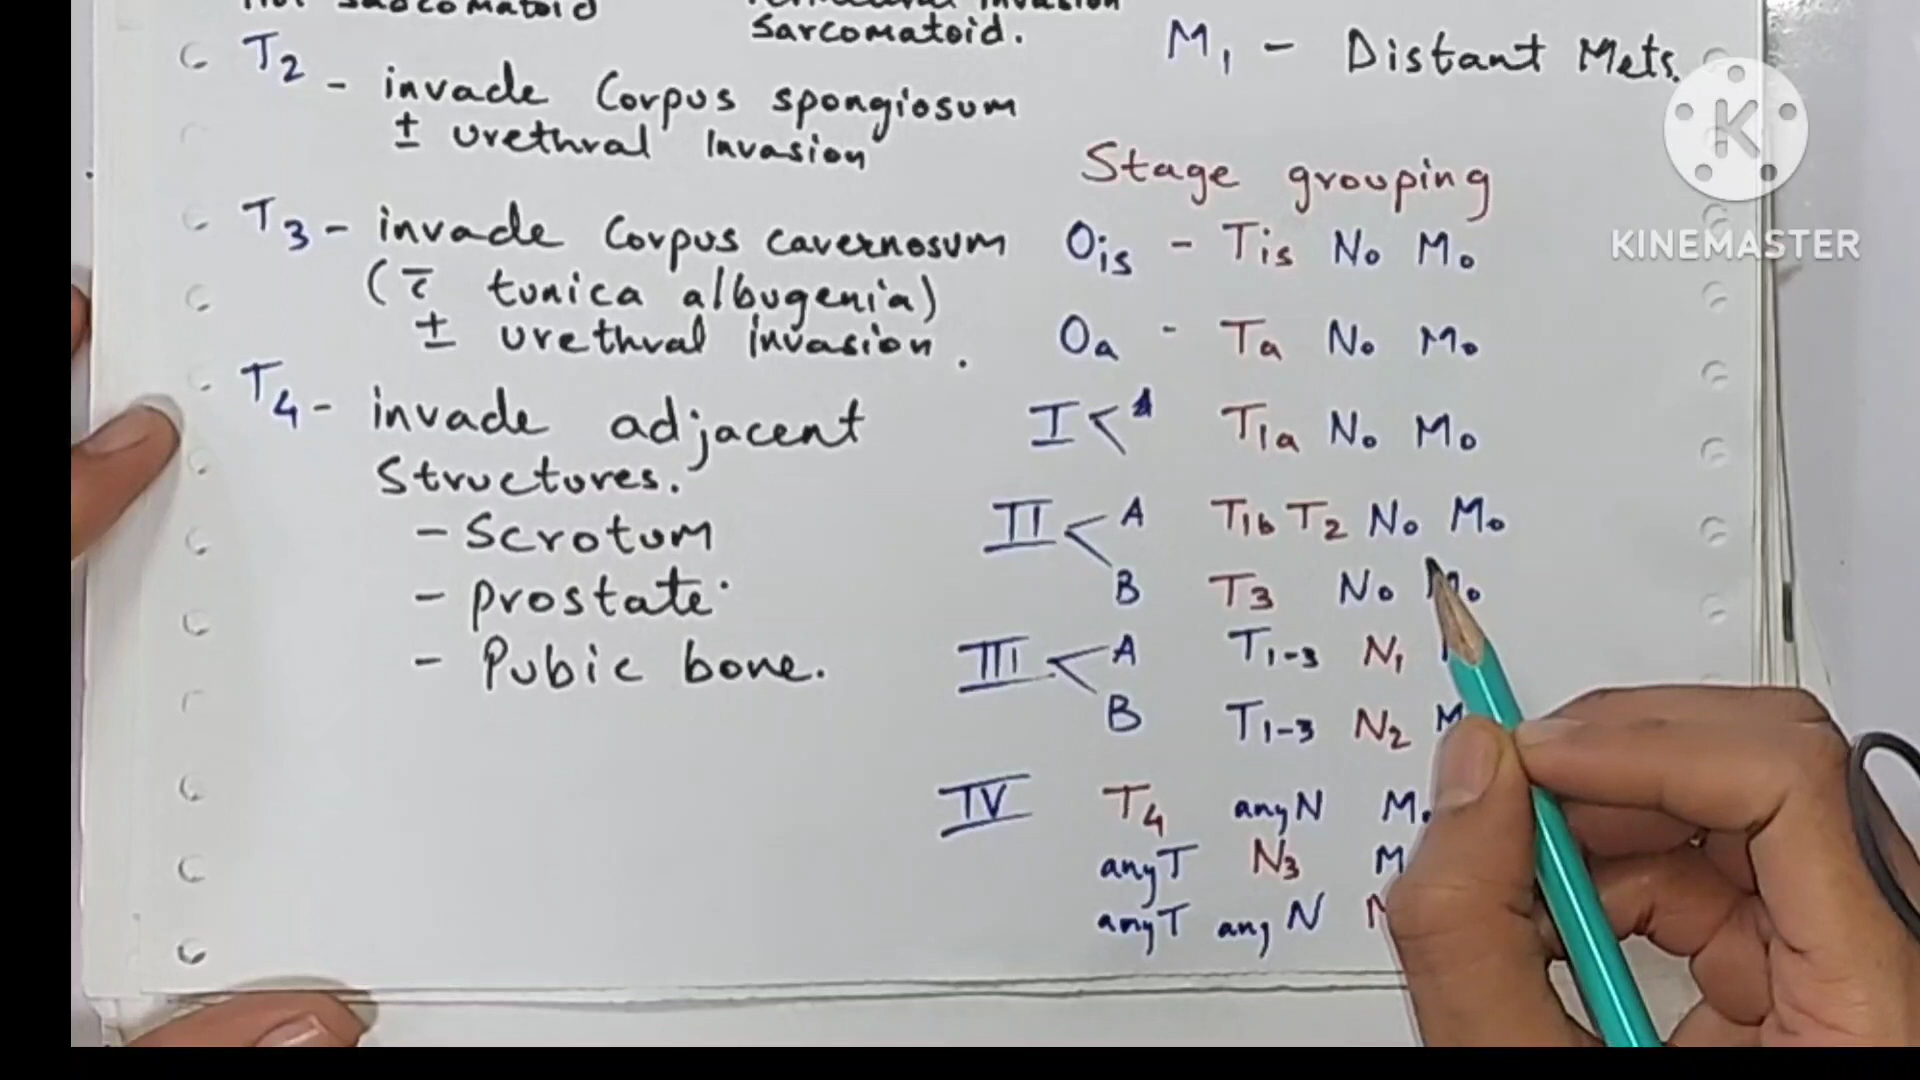 Sarcomatoid
Invasion
Sarcomatoid.
T2
- invade Corpus spongiosum
± urethral Invasion
T3 - invade Corpus cavernosum
(c̄ tunica albugenia)
± urethral invasion.
T4 - invade adjacent
Structures.
- Scrotum
- prostate
- Pubic bone.
M1 - Distant Mets.
Stage grouping
0is - Tis N0 M0
0a - Ta N0 M0
I < T1a N0 M0
II < A T1b T2 N0 M0
B T3 N0 M0
III < A T1-3 N1
B T1-3 N2 M
IV T4 any N M0
any T N3 M
any T any N
K
KINEMASTER